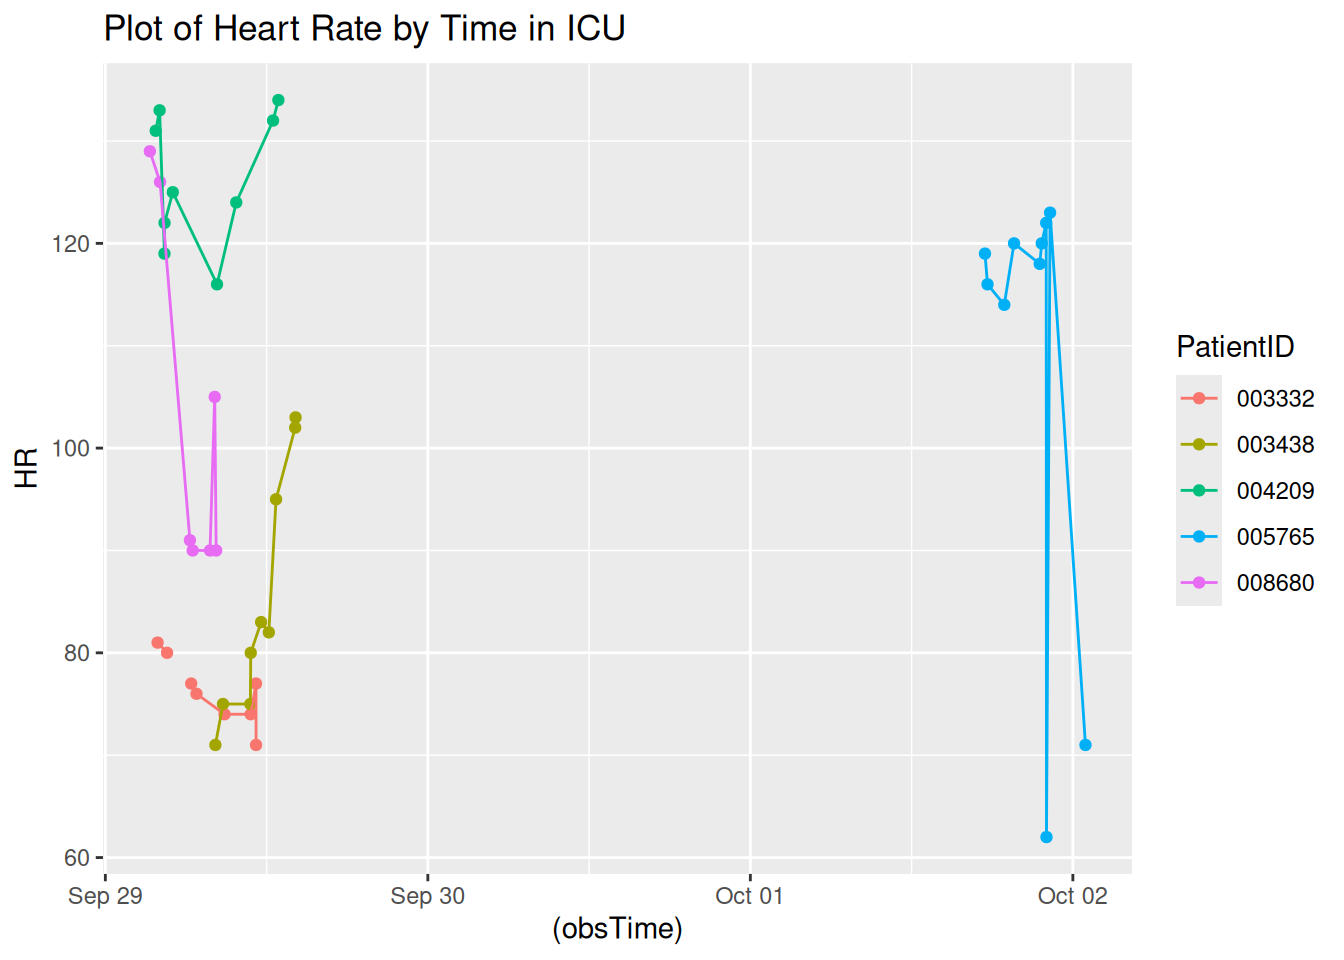 Plot of Heart Rate by Time in ICU
HR
120
100
80
60
Sep 29
Sep 30
Oct 01
Oct 02
(obsTime)
PatientID
003332
003438
004209
005765
008680